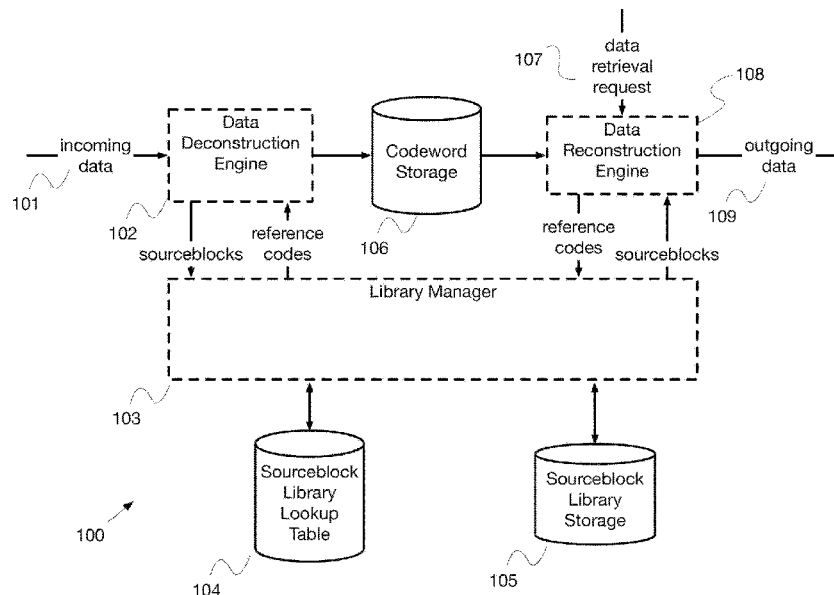 107
data
retrieval
request
108
incoming
data
101
Data
Deconstruction
Engine
102
Codeword
Storage
106
Data
Reconstruction
Engine
outgoing
data
109
sourceblocks
reference
codes
reference
codes
sourceblocks
Library Manager
103
Sourceblock
Library
Lookup
Table
104
Sourceblock
Library
Storage
105
100